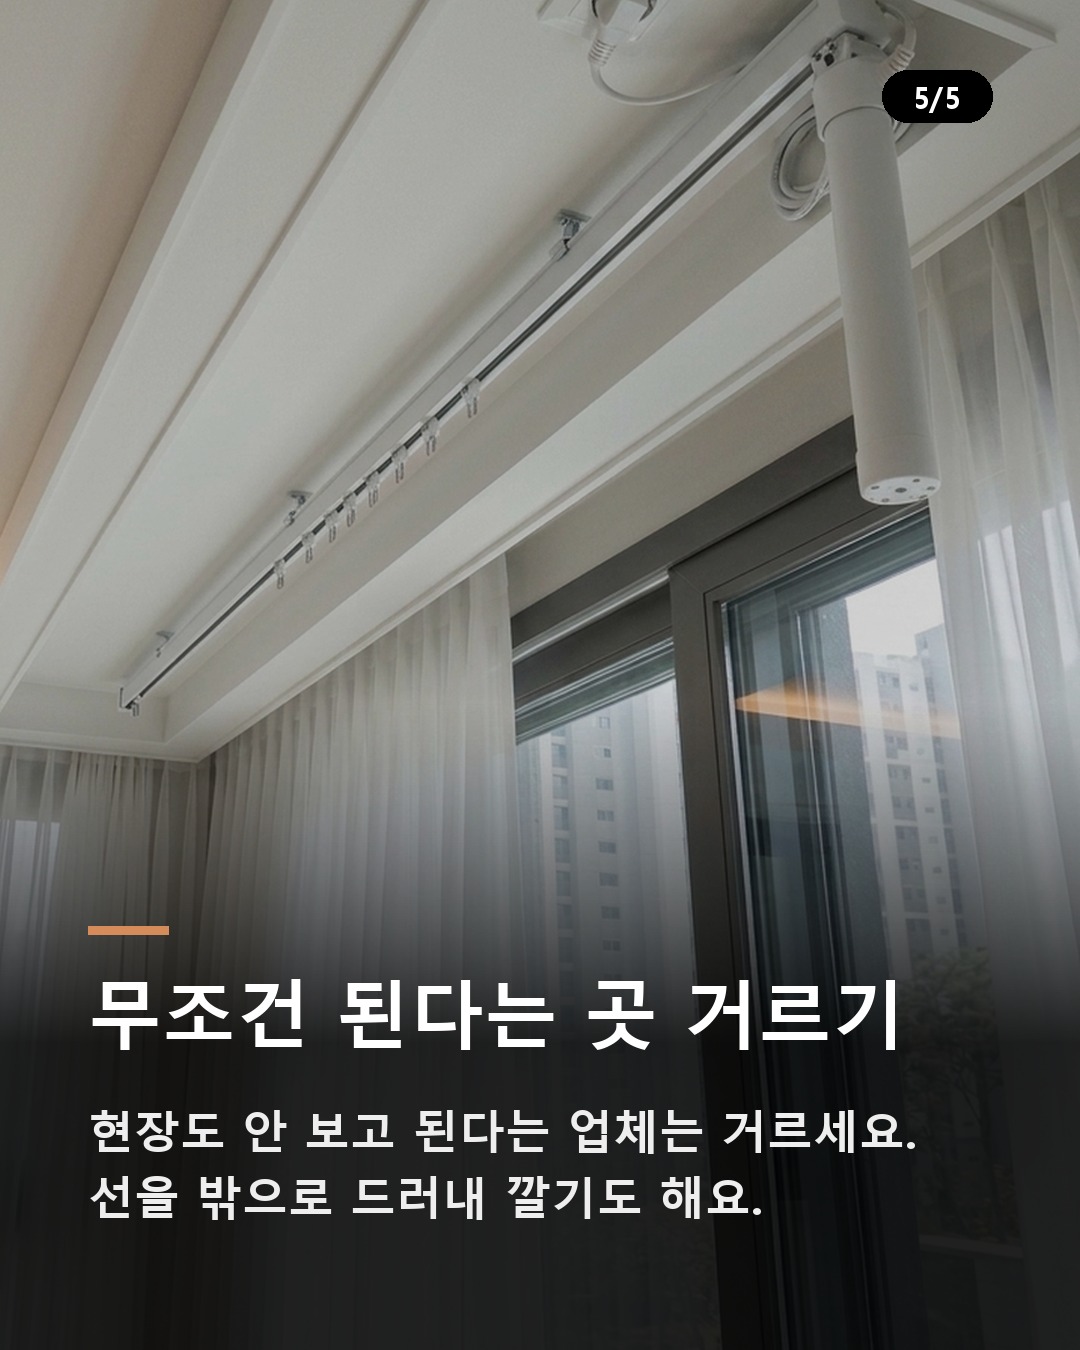 5/5
무조건 된다는 곳 거르기
현장도 안 보고 된다는 업체는 거르세요.
선을 밖으로 드러내 깔기도 해요.